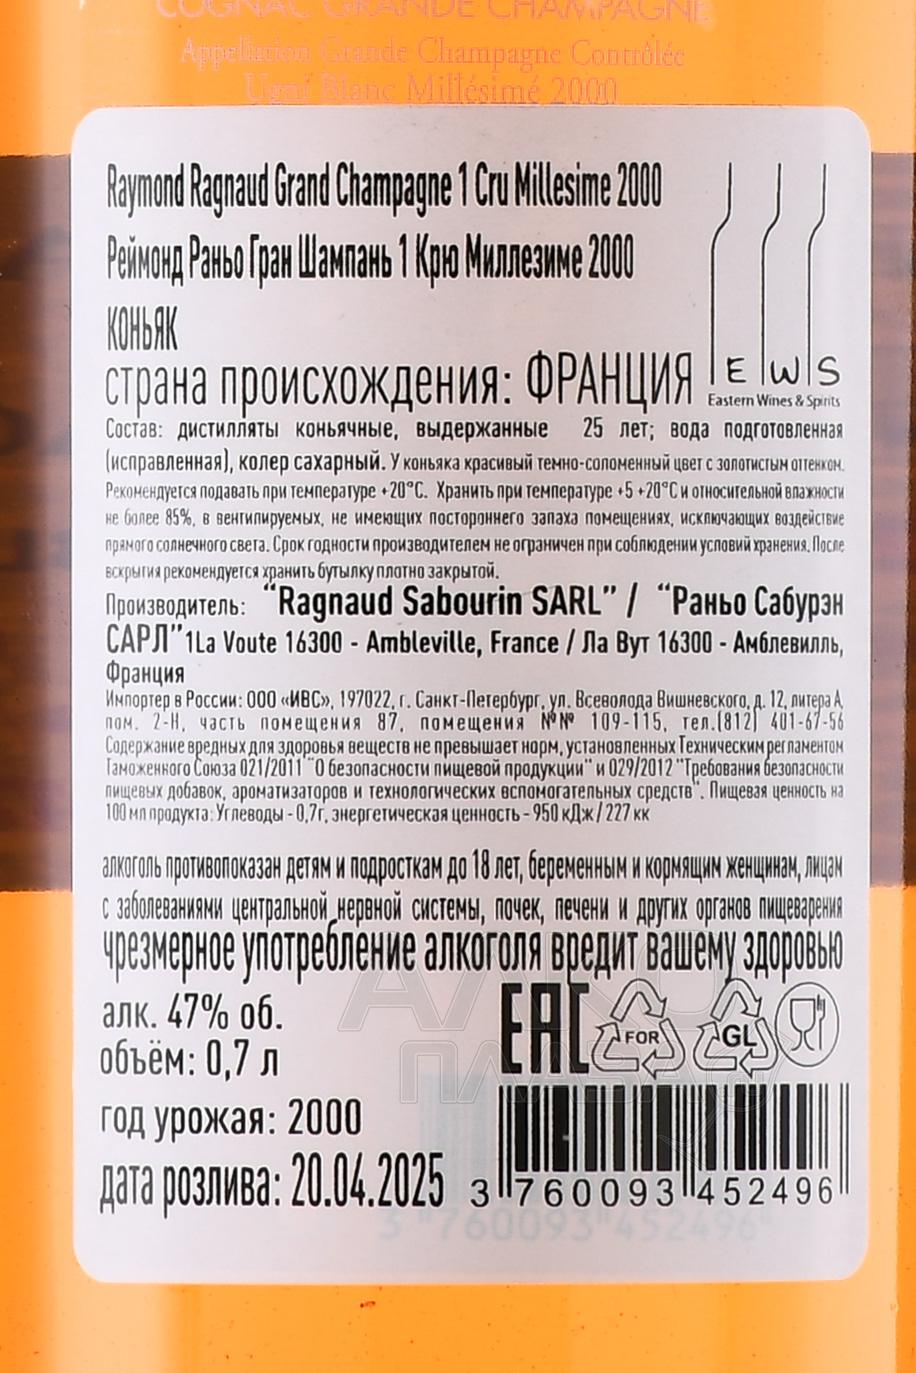 COGNAC GRANDE CHAMPAGNE
Appellation Grande Champagne Contrôlée
Ugni Blanc Millésimé 2000
Raymond Ragnaud Grand Champagne 1 Cru Millesime 2000
Реймонд Раньо Гран Шампань 1 Крю Миллезиме 2000
КОНЬЯК
страна происхождения: ФРАНЦИЯ
E W S
Eastern Wines & Spirits
Состав: дистилляты коньячные, выдержанные 25 лет; вода подготовленная
(исправленная), колер сахарный. У коньяка красивый темно-соломенный цвет с золотистым оттенком.
Рекомендуется подавать при температуре +20°С. Хранить при температуре +5 +20°С и относительной влажности
не более 85%, в вентилируемых, не имеющих постороннего запаха помещениях, исключающих воздействие
прямого солнечного света. Срок годности производителем не ограничен при соблюдении условий хранения. После
вскрытия рекомендуется хранить бутылку плотно закрытой.
Производитель: "Ragnaud Sabourin SARL" / "Раньо Сабурэн
САРЛ" 1La Voute 16300 - Ambleville, France / Ла Вут 16300 - Амблевилль,
Франция
Импортер в России: ООО «ИВС», 197022, г. Санкт-Петербург, ул. Всеволода Вишневского, д. 12, литера А,
пом. 2-Н, часть помещения 87, помещения №№ 109-115, тел.(812) 401-67-56
Содержание вредных для здоровья веществ не превышает норм, установленных Техническим регламентом
Таможенного Союза 021/2011 "О безопасности пищевой продукции" и 029/2012 "Требования безопасности
пищевых добавок, ароматизаторов и технологических вспомогательных средств". Пищевая ценность на
100 мл продукта: Углеводы - 0,7г, энергетическая ценность - 950 кДж / 227 кк
алкоголь противопоказан детям и подросткам до 18 лет, беременным и кормящим женщинам, лицам
с заболеваниями центральной нервной системы, почек, печени и других органов пищеварения
чрезмерное употребление алкоголя вредит вашему здоровью
алк. 47% об.
объём: 0,7 л
EAC FOR GL
год урожая: 2000
дата розлива: 20.04.2025
3 760093 452496
3 760093 452496